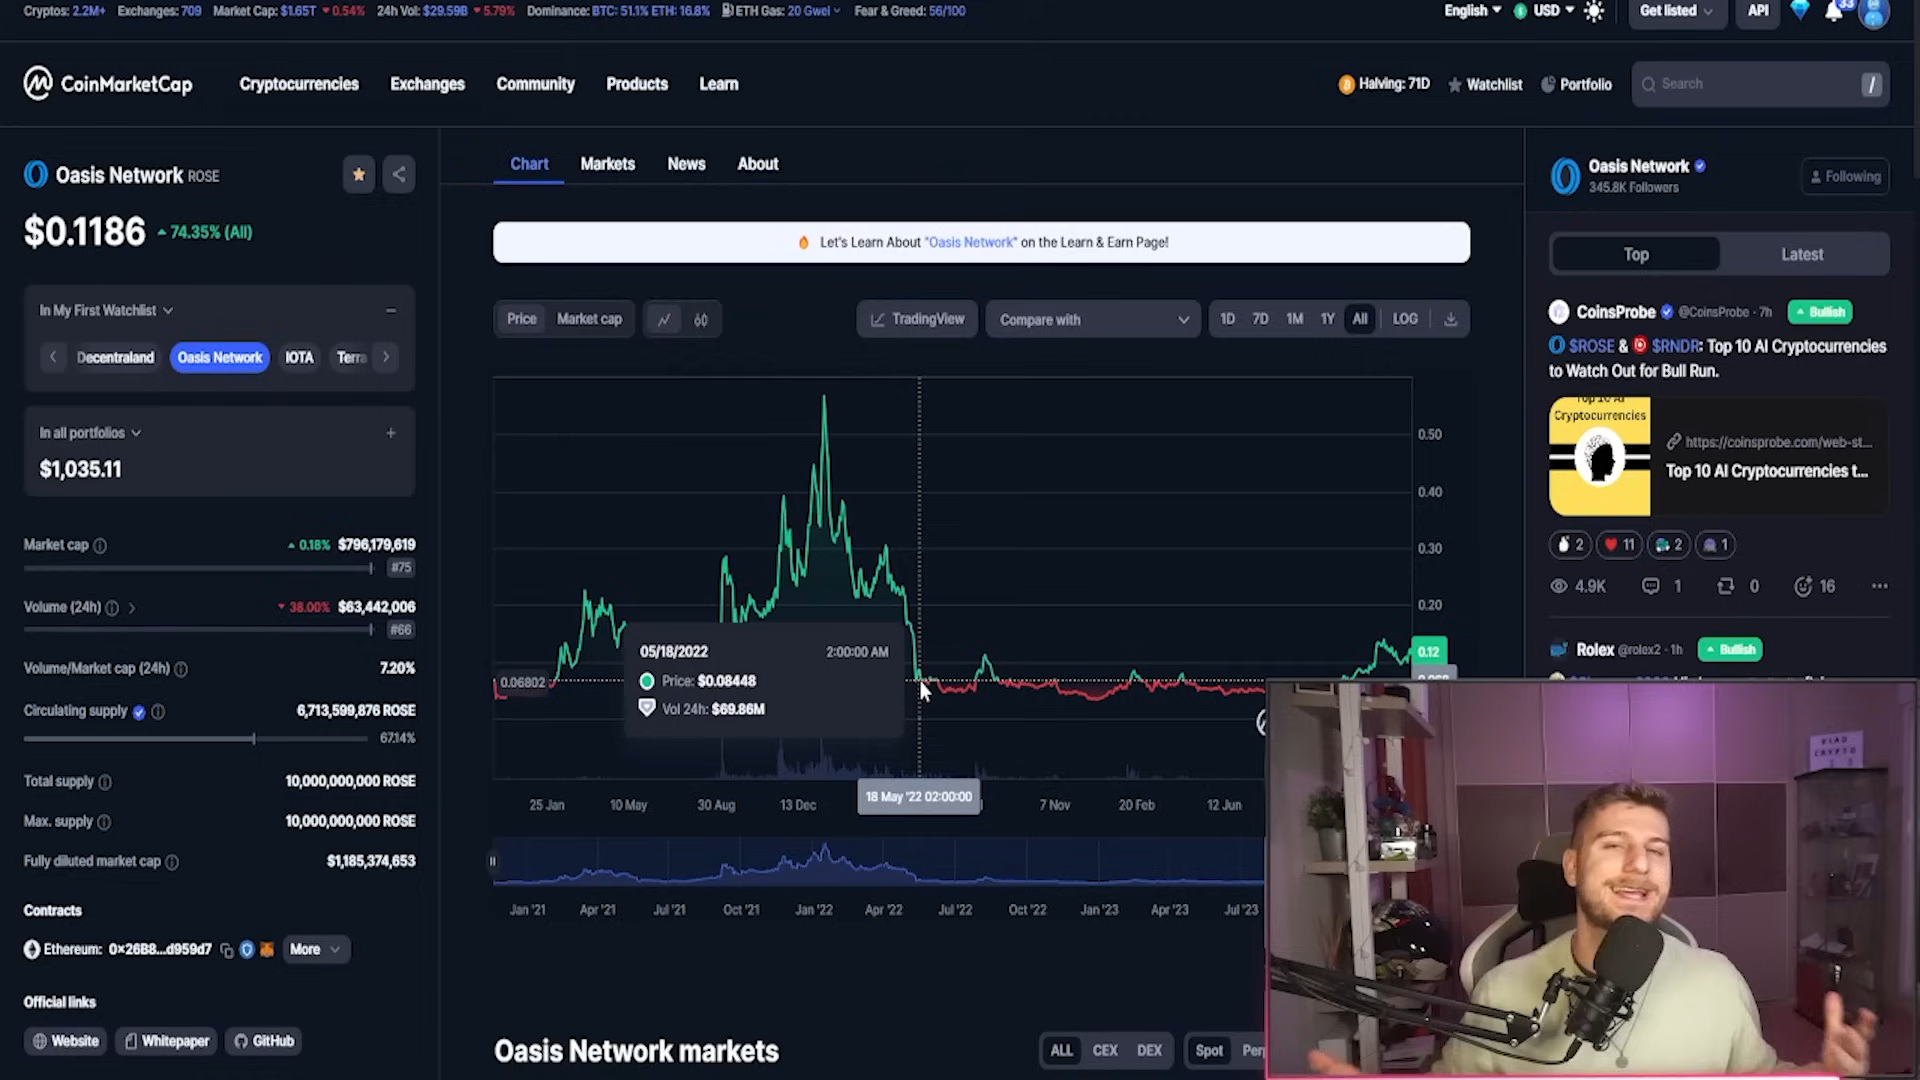 Cryptos: 2.2M+ Exchanges: 709 Market Cap: $1.65T 0.54% 24h Vol: $29.59B 5.79% Dominance: BTC: 51.1% ETH: 16.8% ETH Gas: 20 Gwei Fear & Greed: 56/100
English USD Get listed API 33
CoinMarketCap Cryptocurrencies Exchanges Community Products Learn
Halving: 71D Watchlist Portfolio Search /
Oasis Network ROSE
$0.1186 74.35% (All)
In My First Watchlist
Decentraland Oasis Network IOTA Terra
In all portfolios +
$1,035.11
Market cap 0.18% $796,179,619
#75
Volume (24h) 38.00% $63,442,006
#66
Volume/Market cap (24h) 7.20%
Circulating supply 6,713,599,876 ROSE
67.14%
Total supply 10,000,000,000 ROSE
Max. supply 10,000,000,000 ROSE
Fully diluted market cap $1,185,374,653
Contracts
Ethereum: 0x26B8...d959d7 More
Official links
Website Whitepaper GitHub
Chart Markets News About
Let's Learn About "Oasis Network" on the Learn & Earn Page!
Price Market cap TradingView Compare with 1D 7D 1M 1Y All LOG
0.50
0.40
0.30
0.20
0.12
0.06802
05/18/2022 2:00:00 AM
Price: $0.08448
Vol 24h: $69.86M
25 Jan 10 May 30 Aug 13 Dec 18 May '22 02:00:00 7 Nov 20 Feb 12 Jun
Jan '21 Apr '21 Jul '21 Oct '21 Jan '22 Apr '22 Jul '22 Oct '22 Jan '23 Apr '23 Jul '23
Oasis Network markets
ALL CEX DEX Spot
Oasis Network
345.8K Followers
Following
Top Latest
CoinsProbe @CoinsProbe · 7h Bullish
$ROSE & $RNDR: Top 10 AI Cryptocurrencies
to Watch Out for Bull Run.
Top 10 AI
Cryptocurrencies
https://coinsprobe.com/web-st...
Top 10 AI Cryptocurrencies t...
2 11 2 1
4.9K 1 0 16 ...
Rolex @rolex2 · 1h Bullish
VLAD
CRYPTO